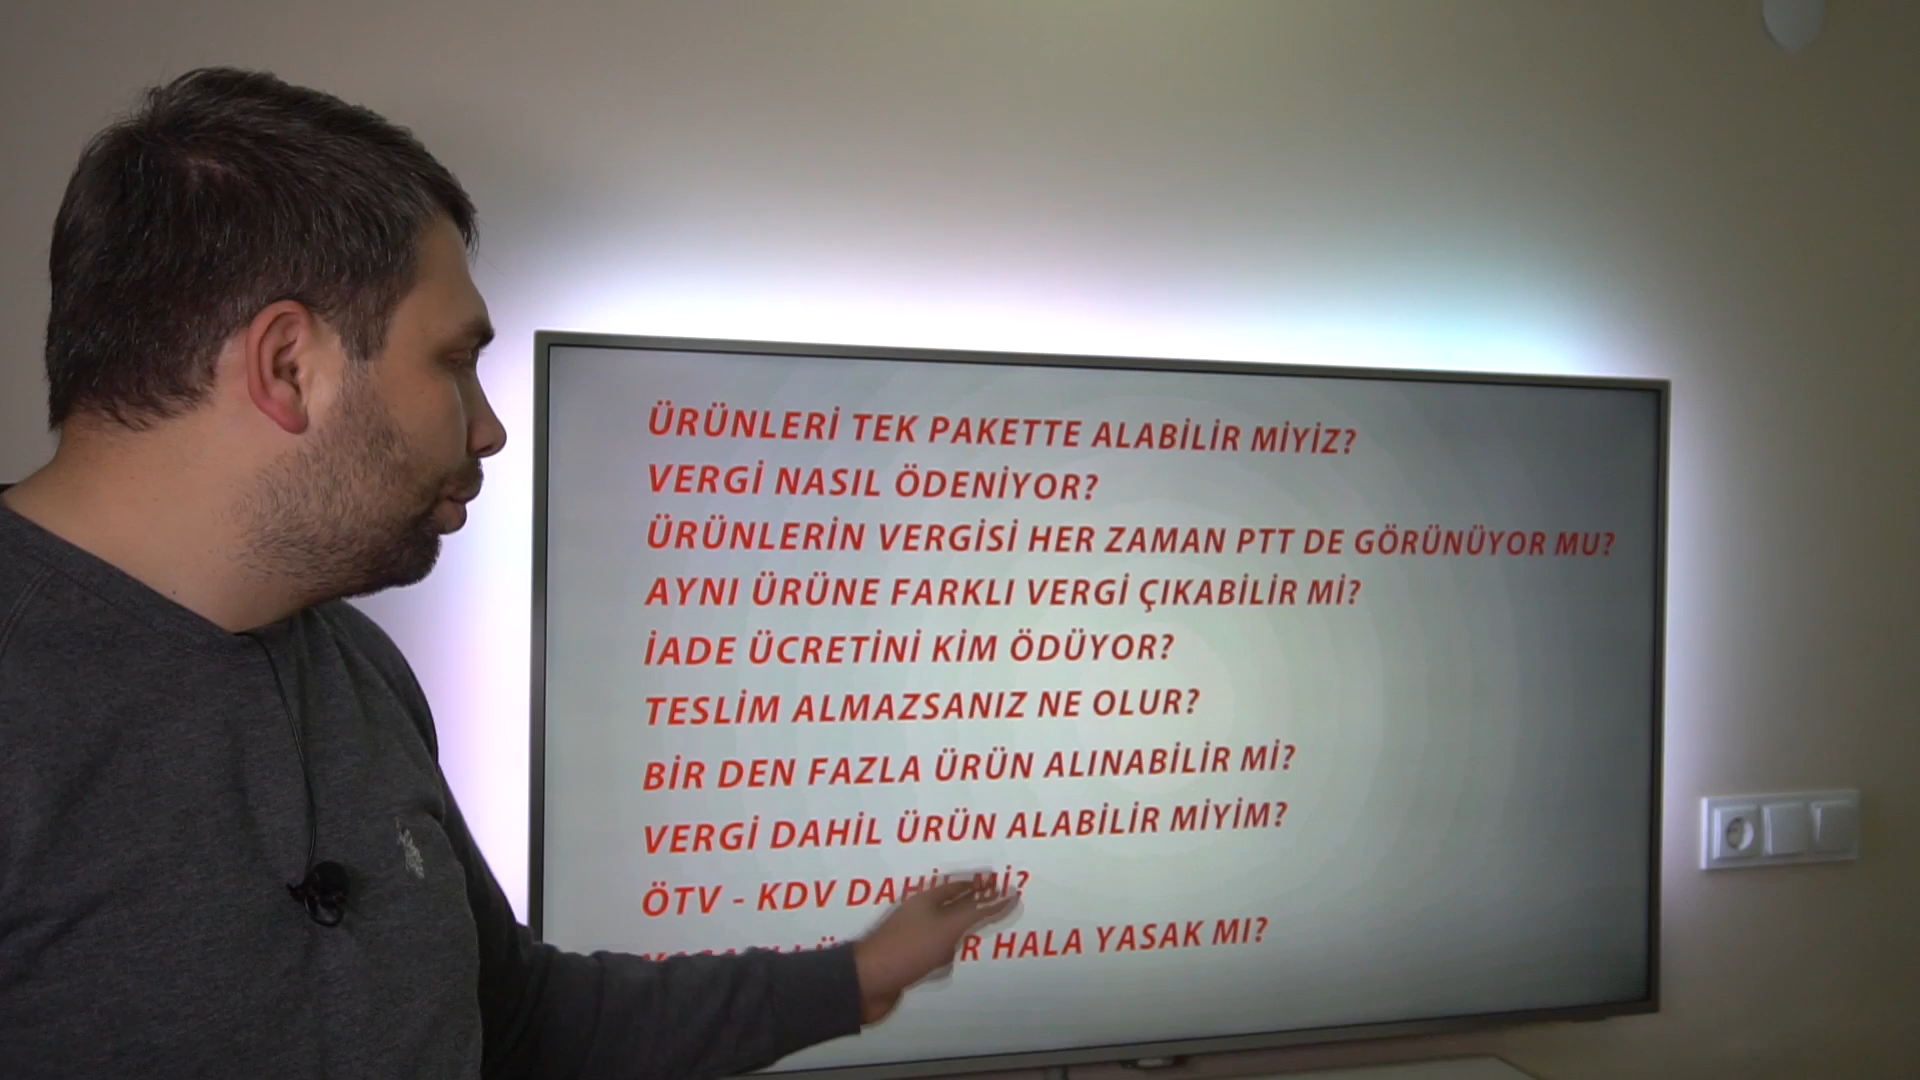 ÜRÜNLERİ TEK PAKETTE ALABİLİR MİYİZ?
VERGİ NASIL ÖDENİYOR?
ÜRÜNLERİN VERGİSİ HER ZAMAN PTT DE GÖRÜNÜYOR MU?
AYNI ÜRÜNE FARKLI VERGİ ÇIKABİLİR Mİ?
İADE ÜCRETİNİ KİM ÖDÜYOR?
TESLİM ALMAZSANIZ NE OLUR?
BİR DEN FAZLA ÜRÜN ALINABİLİR Mİ?
VERGİ DAHİL ÜRÜN ALABİLİR MİYİM?
ÖTV - KDV DAHİL Mİ?
HALA YASAK MI?